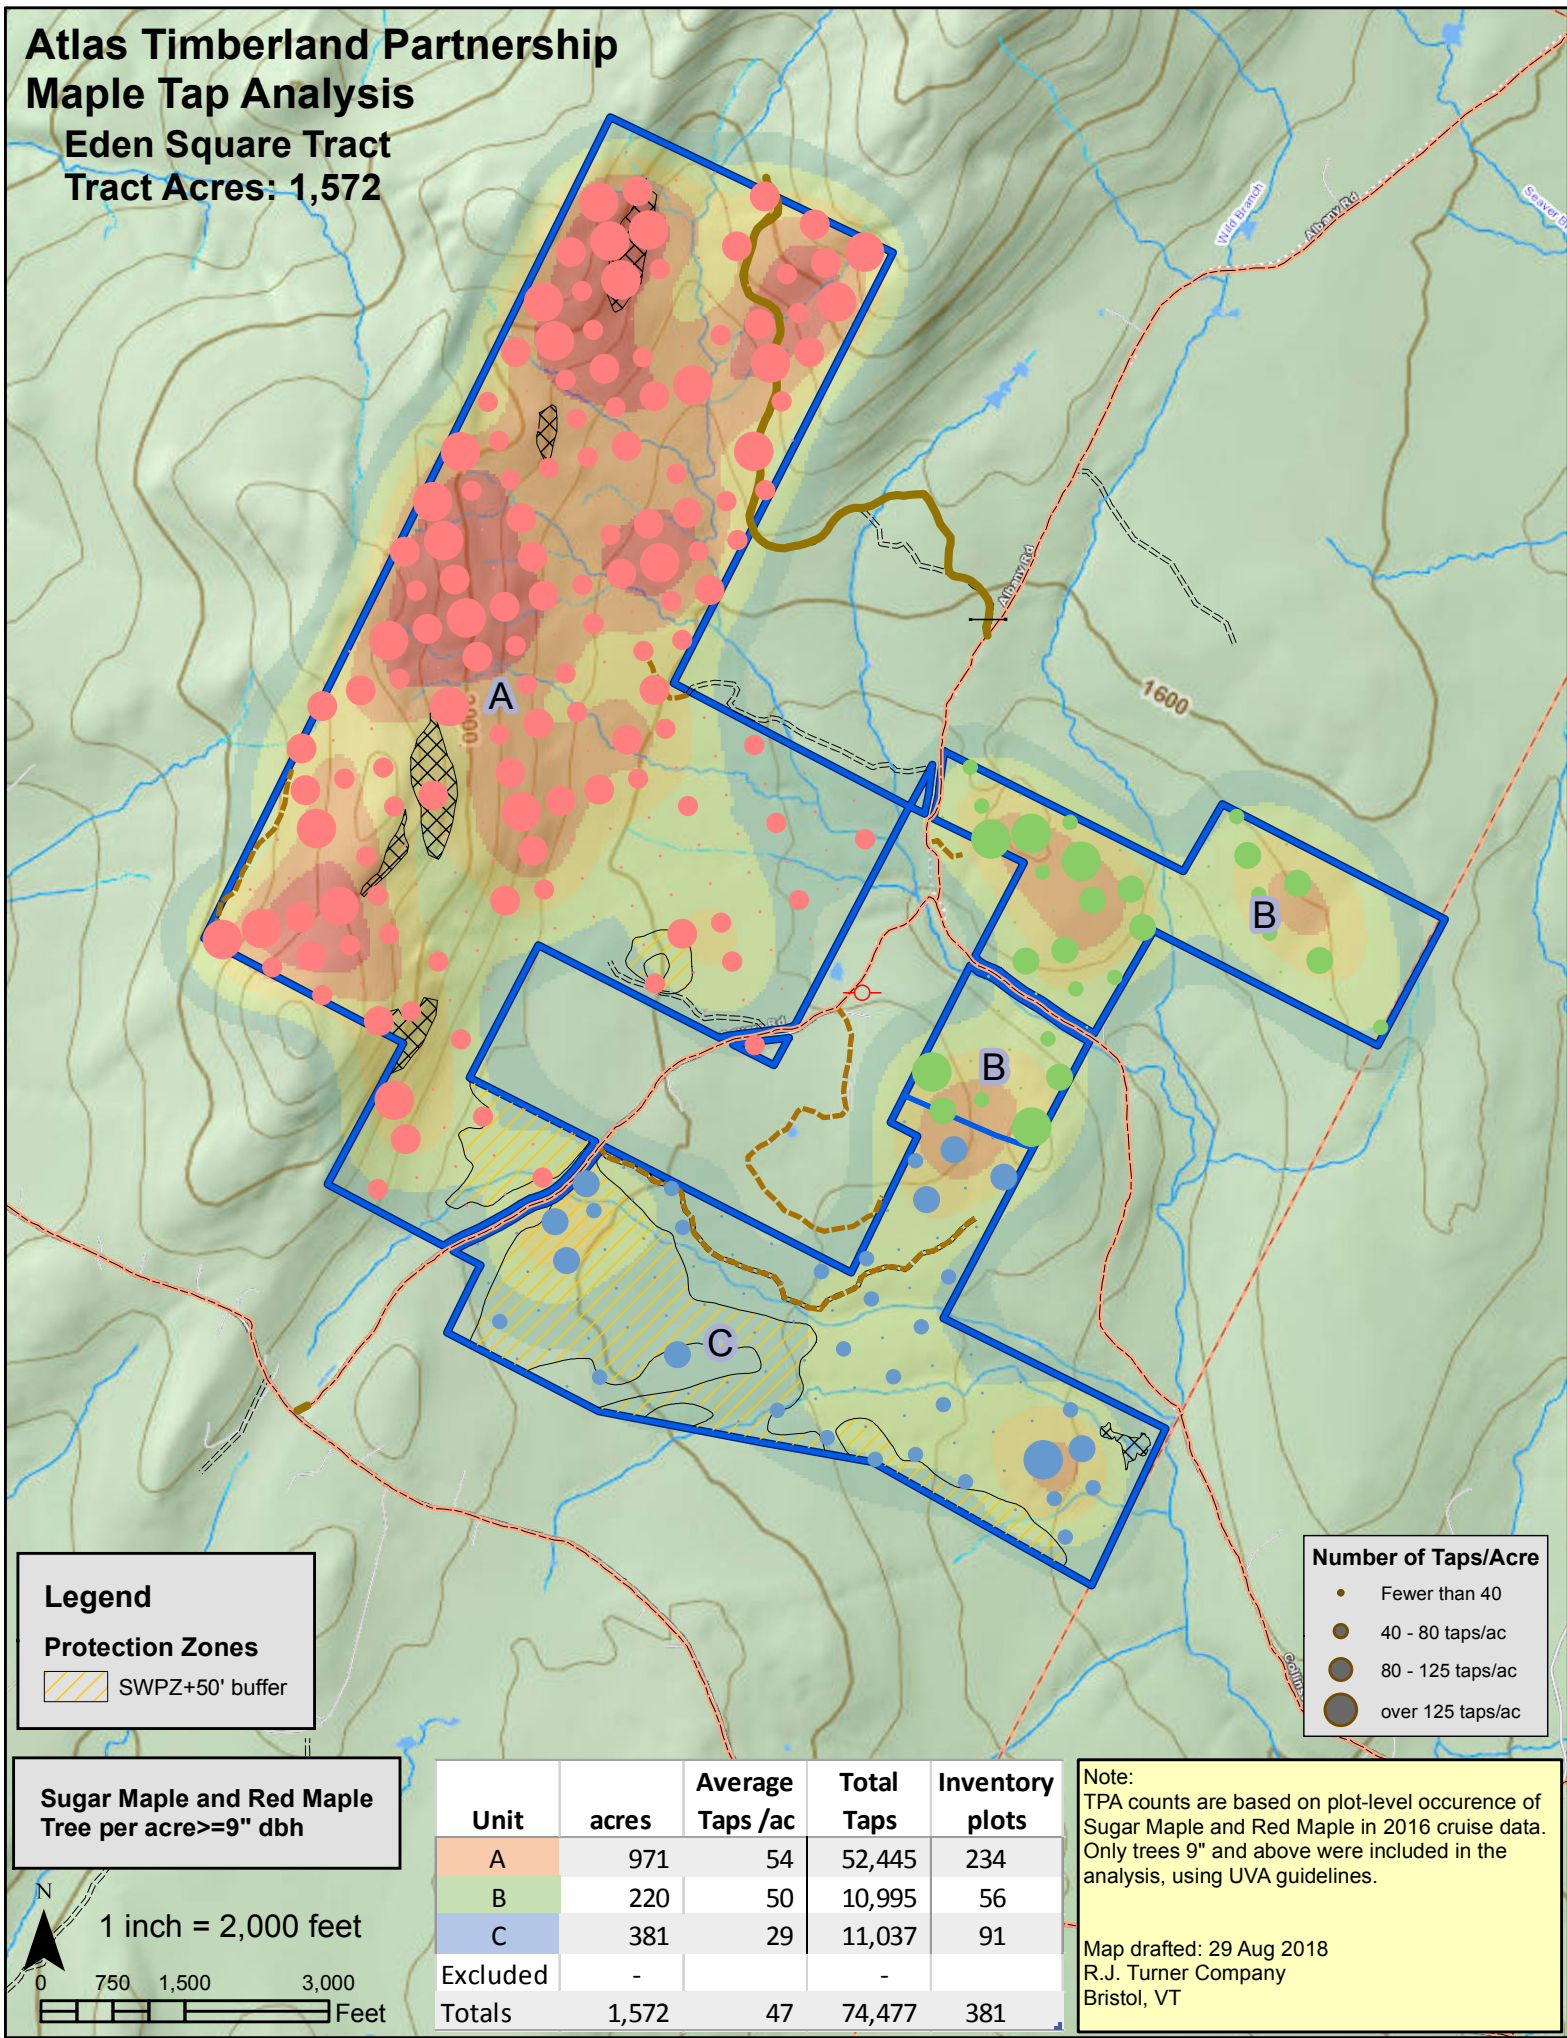 Atlas Timberland Partnership
Maple Tap Analysis
Eden Square Tract
Tract Acres: 1,572
Wild Branch
Albany Rd
Albany Rd
1600
A
B
B
C
Legend
Protection Zones
SWPZ+50' buffer
Number of Taps/Acre
Fewer than 40
40 - 80 taps/ac
80 - 125 taps/ac
over 125 taps/ac
Sugar Maple and Red Maple
Tree per acre>=9" dbh
N
1 inch = 2,000 feet
0 750 1,500 3,000
Feet
Unit acres Average Taps /ac Total Taps Inventory plots
A 971 54 52,445 234
B 220 50 10,995 56
C 381 29 11,037 91
Excluded - -
Totals 1,572 47 74,477 381
Note:
TPA counts are based on plot-level occurence of
Sugar Maple and Red Maple in 2016 cruise data.
Only trees 9" and above were included in the
analysis, using UVA guidelines.
Map drafted: 29 Aug 2018
R.J. Turner Company
Bristol, VT